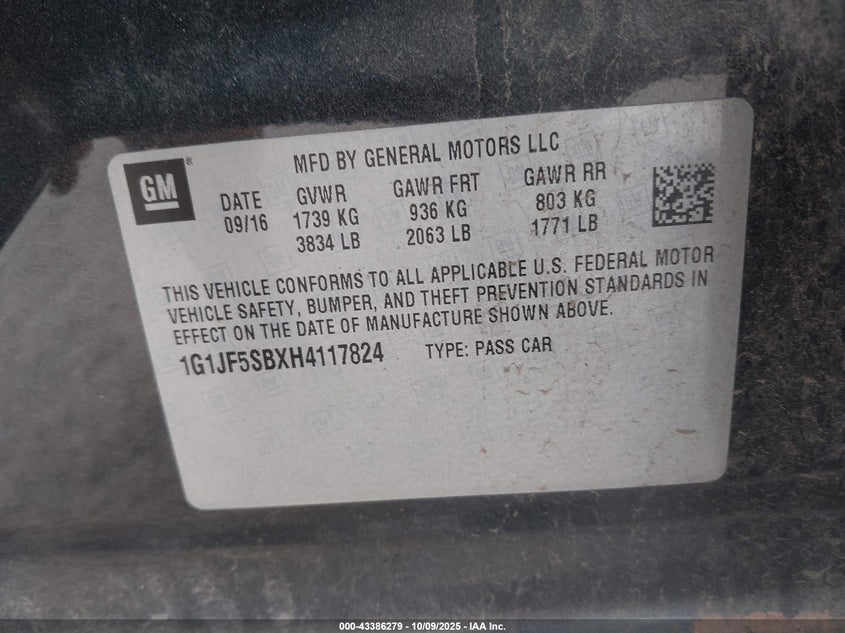 GM
®
MFD BY GENERAL MOTORS LLC
DATE GVWR GAWR FRT GAWR RR
09/16 1739 KG 936 KG 803 KG
3834 LB 2063 LB 1771 LB
THIS VEHICLE CONFORMS TO ALL APPLICABLE U.S. FEDERAL MOTOR
VEHICLE SAFETY, BUMPER, AND THEFT PREVENTION STANDARDS IN
EFFECT ON THE DATE OF MANUFACTURE SHOWN ABOVE.
1G1JF5SBXH4117824 TYPE: PASS CAR
000-43386279 - 10/09/2025 - IAA Inc.